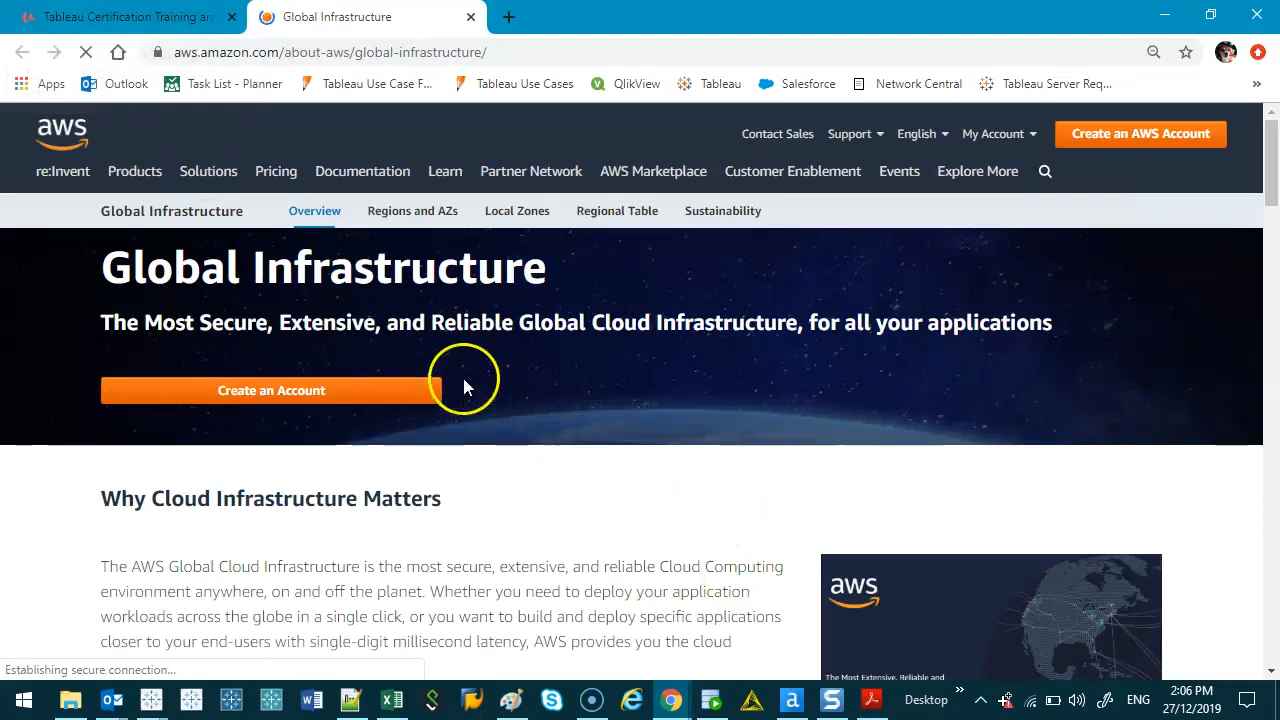 Tableau Certification Training a
Global Infrastructure
aws.amazon.com/about-aws/global-infrastructure/
Apps
Outlook
Task List - Planner
Tableau Use Case F...
Tableau Use Cases
QlikView
Tableau
Salesforce
Network Central
Tableau Server Req...
»
aws
Contact Sales
Support
English
My Account
Create an AWS Account
re:Invent
Products
Solutions
Pricing
Documentation
Learn
Partner Network
AWS Marketplace
Customer Enablement
Events
Explore More
Global Infrastructure
Overview
Regions and AZs
Local Zones
Regional Table
Sustainability
Global Infrastructure
The Most Secure, Extensive, and Reliable Global Cloud Infrastructure, for all your applications
Create an Account
Why Cloud Infrastructure Matters
The AWS Global Cloud Infrastructure is the most secure, extensive, and reliable Cloud Computing
environment anywhere, on and off the planet. Whether you need to deploy your application
workloads across the globe in a single click, or you want to build and deploy specific applications
closer to your end-users with single-digit millisecond latency, AWS provides you the cloud
aws
The Most Extensive, Reliable and
Establishing secure connection...
Desktop
»
ENG
2:06 PM
27/12/2019